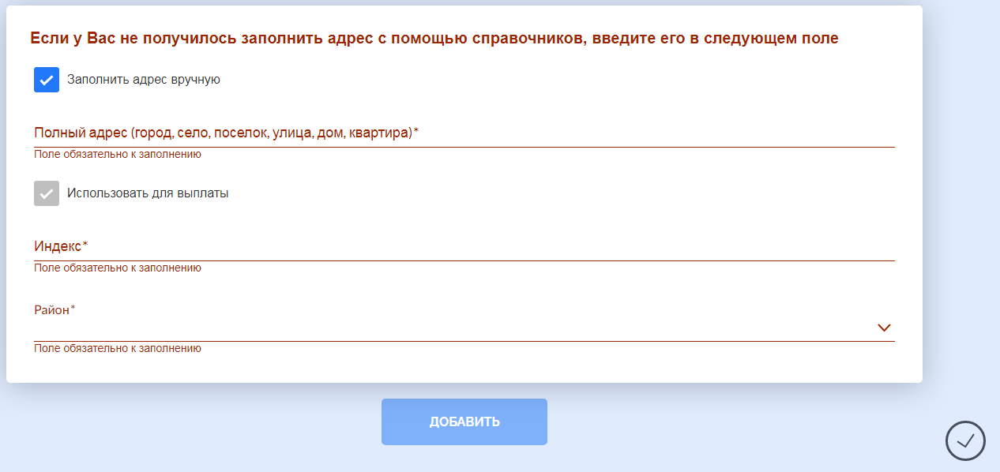 Если у Вас не получилось заполнить адрес с помощью справочников, введите его в следующем поле
Заполнить адрес вручную
Полный адрес (город, село, поселок, улица, дом, квартира)*
Поле обязательно к заполнению
Использовать для выплаты
Индекс*
Поле обязательно к заполнению
Район*
Поле обязательно к заполнению
ДОБАВИТЬ